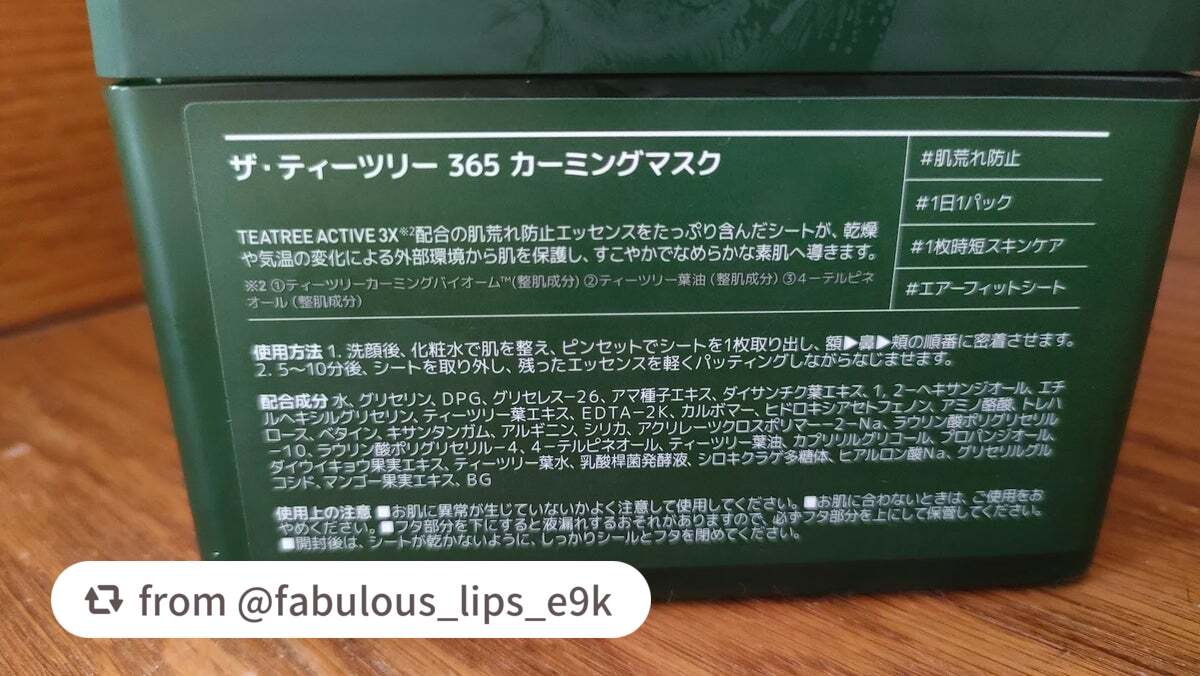 ザ・ティーツリー 365 カーミングマスク
TEATREE ACTIVE 3X※2配合の肌荒れ防止エッセンスをたっぷり含んだシートが、乾燥
や気温の変化による外部環境から肌を保護し、すこやかでなめらかな素肌へ導きます。
※2 ①ティーツリーカーミングバイオーム™(整肌成分) ②ティーツリー葉油 (整肌成分) ③4ーテルピネ
オール (整肌成分)
#肌荒れ防止
#1日1パック
#1枚時短スキンケア
#エアーフィットシート
使用方法 1. 洗顔後、化粧水で肌を整え、ピンセットでシートを1枚取り出し、額▶鼻▶頬の順番に密着させます。
2. 5〜10分後、シートを取り外し、残ったエッセンスを軽くパッティングしながらなじませます。
配合成分 水、グリセリン、DPG、グリセレス-26、アマ種子エキス、ダイサンチク葉エキス、1, 2-ヘキサンジオール、エチ
ルヘキシルグリセリン、ティーツリー葉エキス、EDTA-2K、カルボマー、ヒドロキシアセトフェノン、アミノ酪酸、トレハ
ロース、ベタイン、キサンタンガム、アルギニン、シリカ、アクリレーツクロスポリマー-2-Na、ラウリン酸ポリグリセリル
-10、ラウリン酸ポリグリセリル-4、4-テルピネオール、ティーツリー葉油、カプリリルグリコール、プロパンジオール、
ダイウイキョウ果実エキス、ティーツリー葉水、乳酸桿菌発酵液、シロキクラゲ多糖体、ヒアルロン酸Na、グリセリルグル
コシド、マンゴー果実エキス、BG
使用上の注意 ■お肌に異常が生じていないかよく注意して使用してください。■お肌に合わないときは、ご使用をお
やめください。■フタ部分を下にすると液漏れするおそれがありますので、必ずフタ部分を上にして保管してください。
■開封後は、シートが乾かないように、しっかりシールとフタを閉めてください。
from @fabulous_lips_e9k